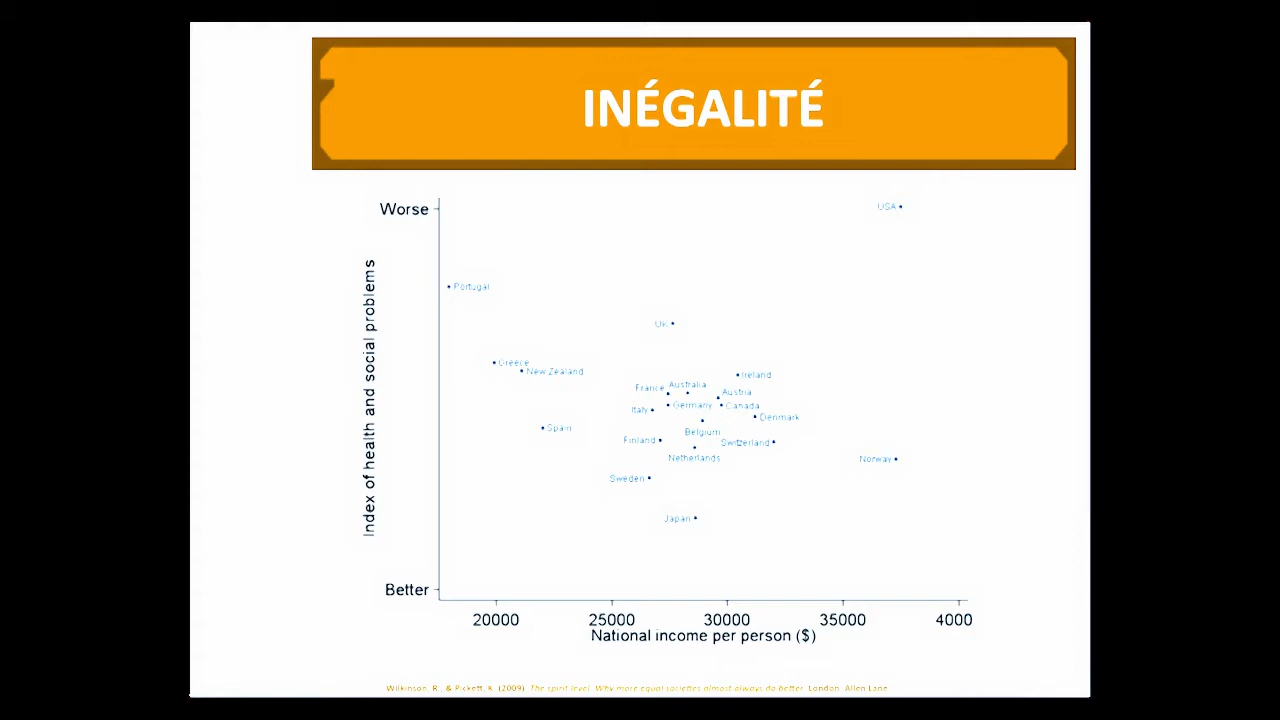 INÉGALITÉ
Worse
USA
Portugal
UK
Greece
New Zealand
Ireland
France
Australia
Austria
Italy
Germany
Canada
Denmark
Spain
Belgium
Finland
Switzerland
Netherlands
Norway
Sweden
Japan
Better
Index of health and social problems
20000 25000 30000 35000 4000
National income per person ($)
Wilkinson, R., & Pickett, K. (2009). The spirit level. Why more equal societies almost always do better. London: Allen Lane